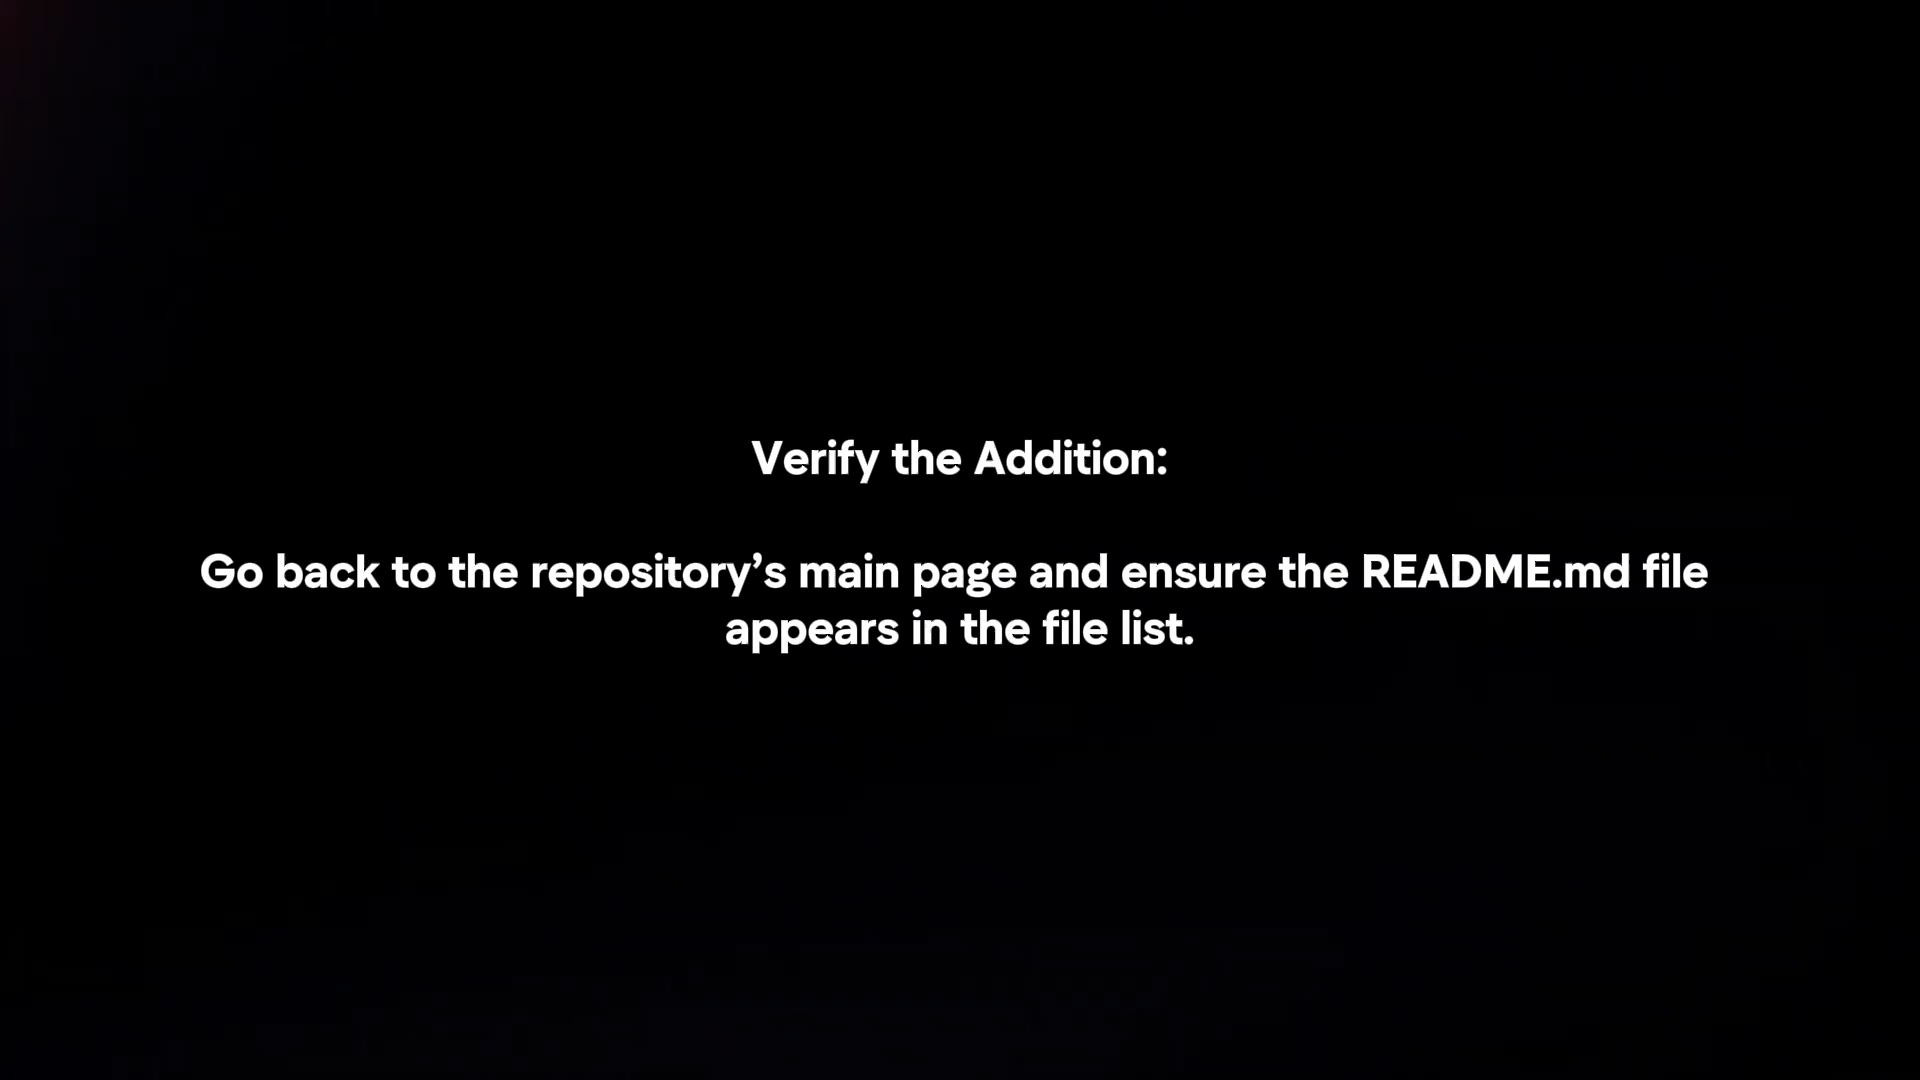 Verify the Addition:
Go back to the repository’s main page and ensure the README.md file
appears in the file list.